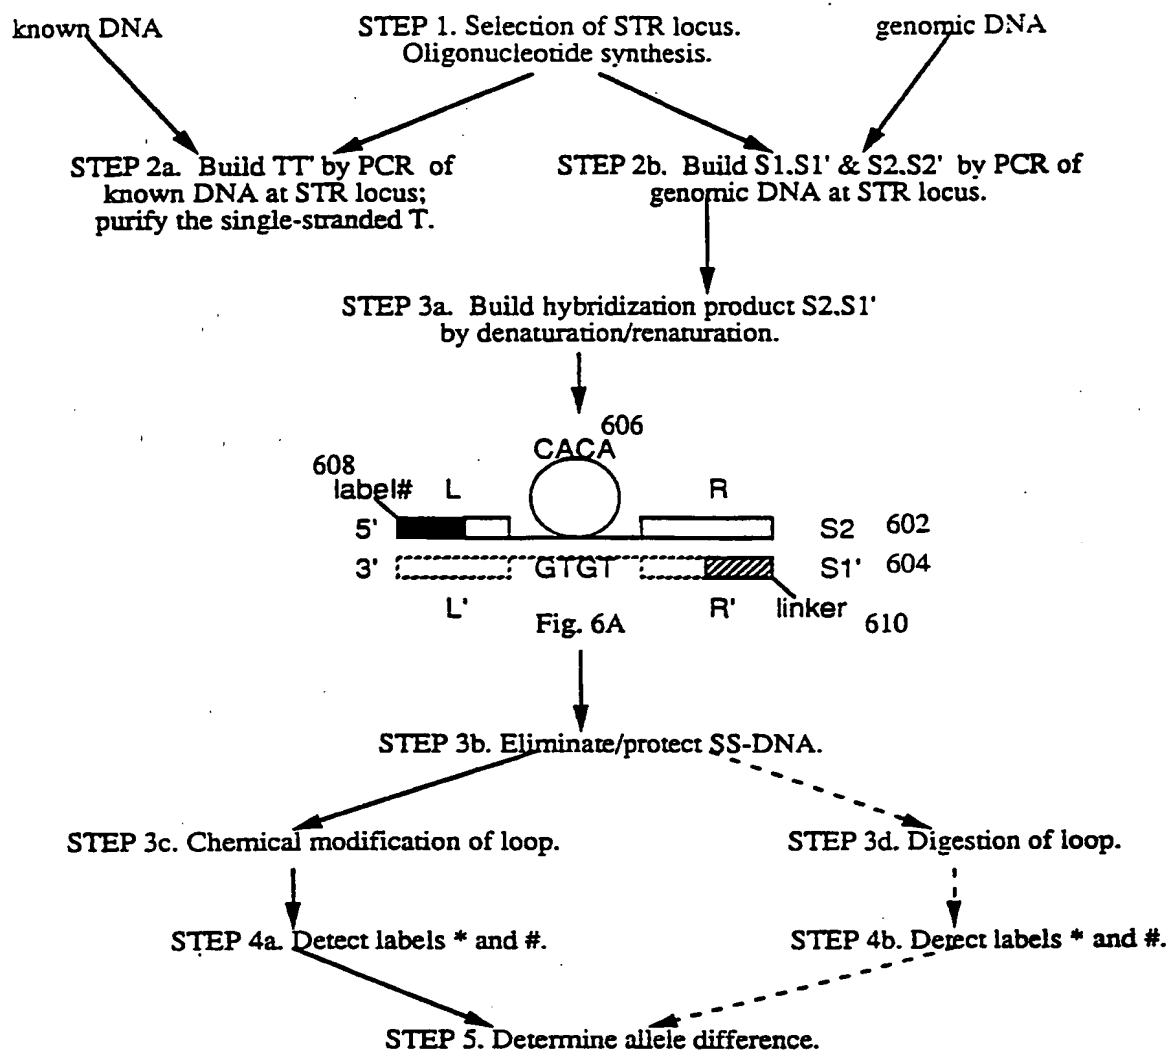 known DNA
STEP 1. Selection of STR locus.
Oligonucleotide synthesis.
genomic DNA
STEP 2a. Build TT' by PCR of
known DNA at STR locus;
purify the single-stranded T.
STEP 2b. Build S1.S1' & S2.S2' by PCR of
genomic DNA at STR locus.
STEP 3a. Build hybridization product S2.S1'
by denaturation/renaturation.
606
CACA
608
label# L R
5' S2 602
3' GTGT S1' 604
L' R' linker 610
Fig. 6A
STEP 3b. Eliminate/protect SS-DNA.
STEP 3c. Chemical modification of loop.
STEP 3d. Digestion of loop.
STEP 4a. Detect labels * and #.
STEP 4b. Detect labels * and #.
STEP 5. Determine allele difference.